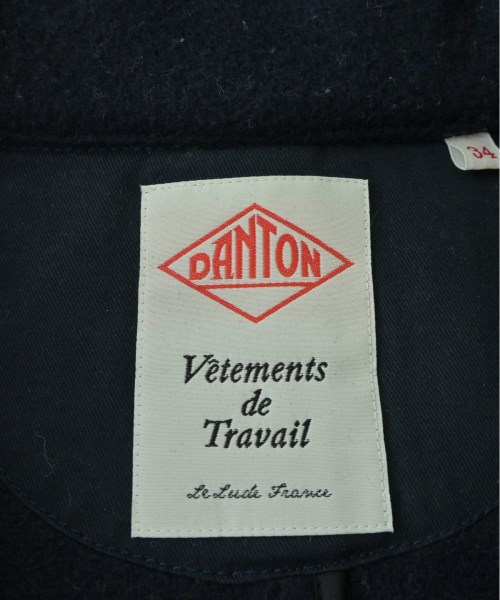 34
DANTON
Vêtements
de
Travail
Le Lude France